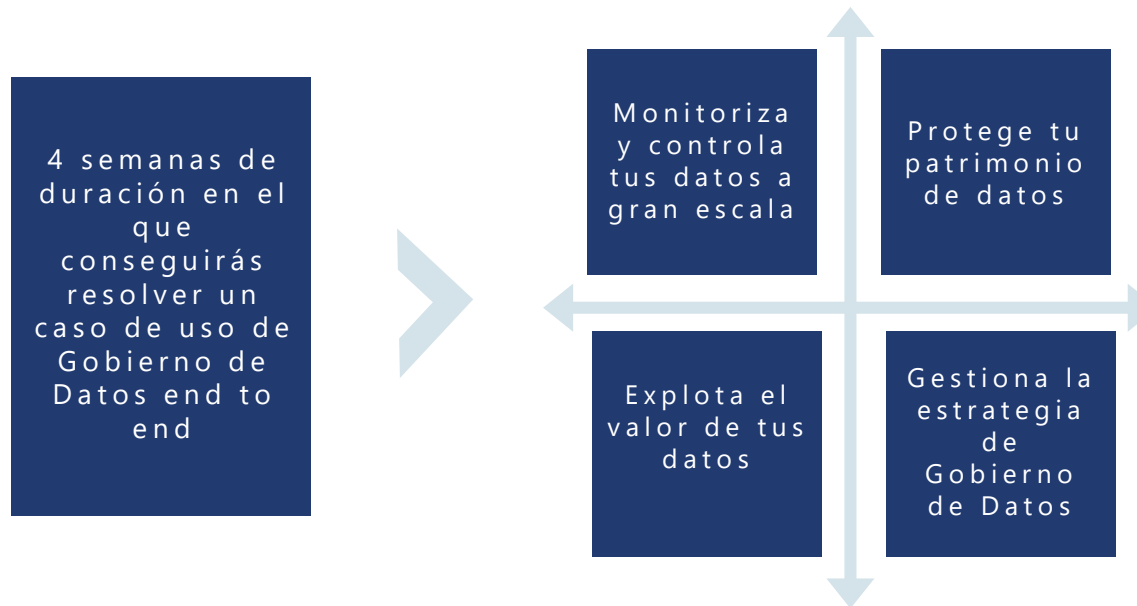 4 semanas de
duración en el
que
conseguirás
resolver un
caso de uso de
Gobierno de
Datos end to
end
Monitoriza
y controla
tus datos a
gran escala
Protege tu
patrimonio
de datos
Explota el
valor de tus
datos
Gestiona la
estrategia
de
Gobierno
de Datos